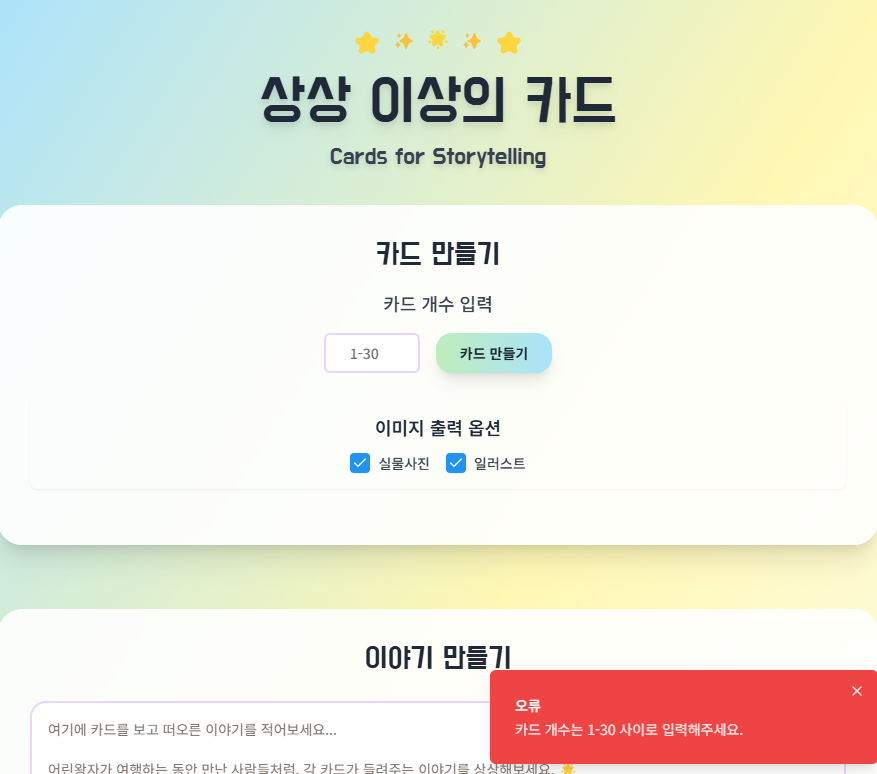 상상 이상의 카드
Cards for Storytelling
카드 만들기
카드 개수 입력
1-30
카드 만들기
이미지 출력 옵션
실물사진
일러스트
이야기 만들기
오류
카드 개수는 1-30 사이로 입력해주세요.
여기에 카드를 보고 떠오른 이야기를 적어보세요...
어린왕자가 여행하는 동안 만난 사람들처럼, 각 카드가 들려주는 이야기를 상상해보세요. 🌟